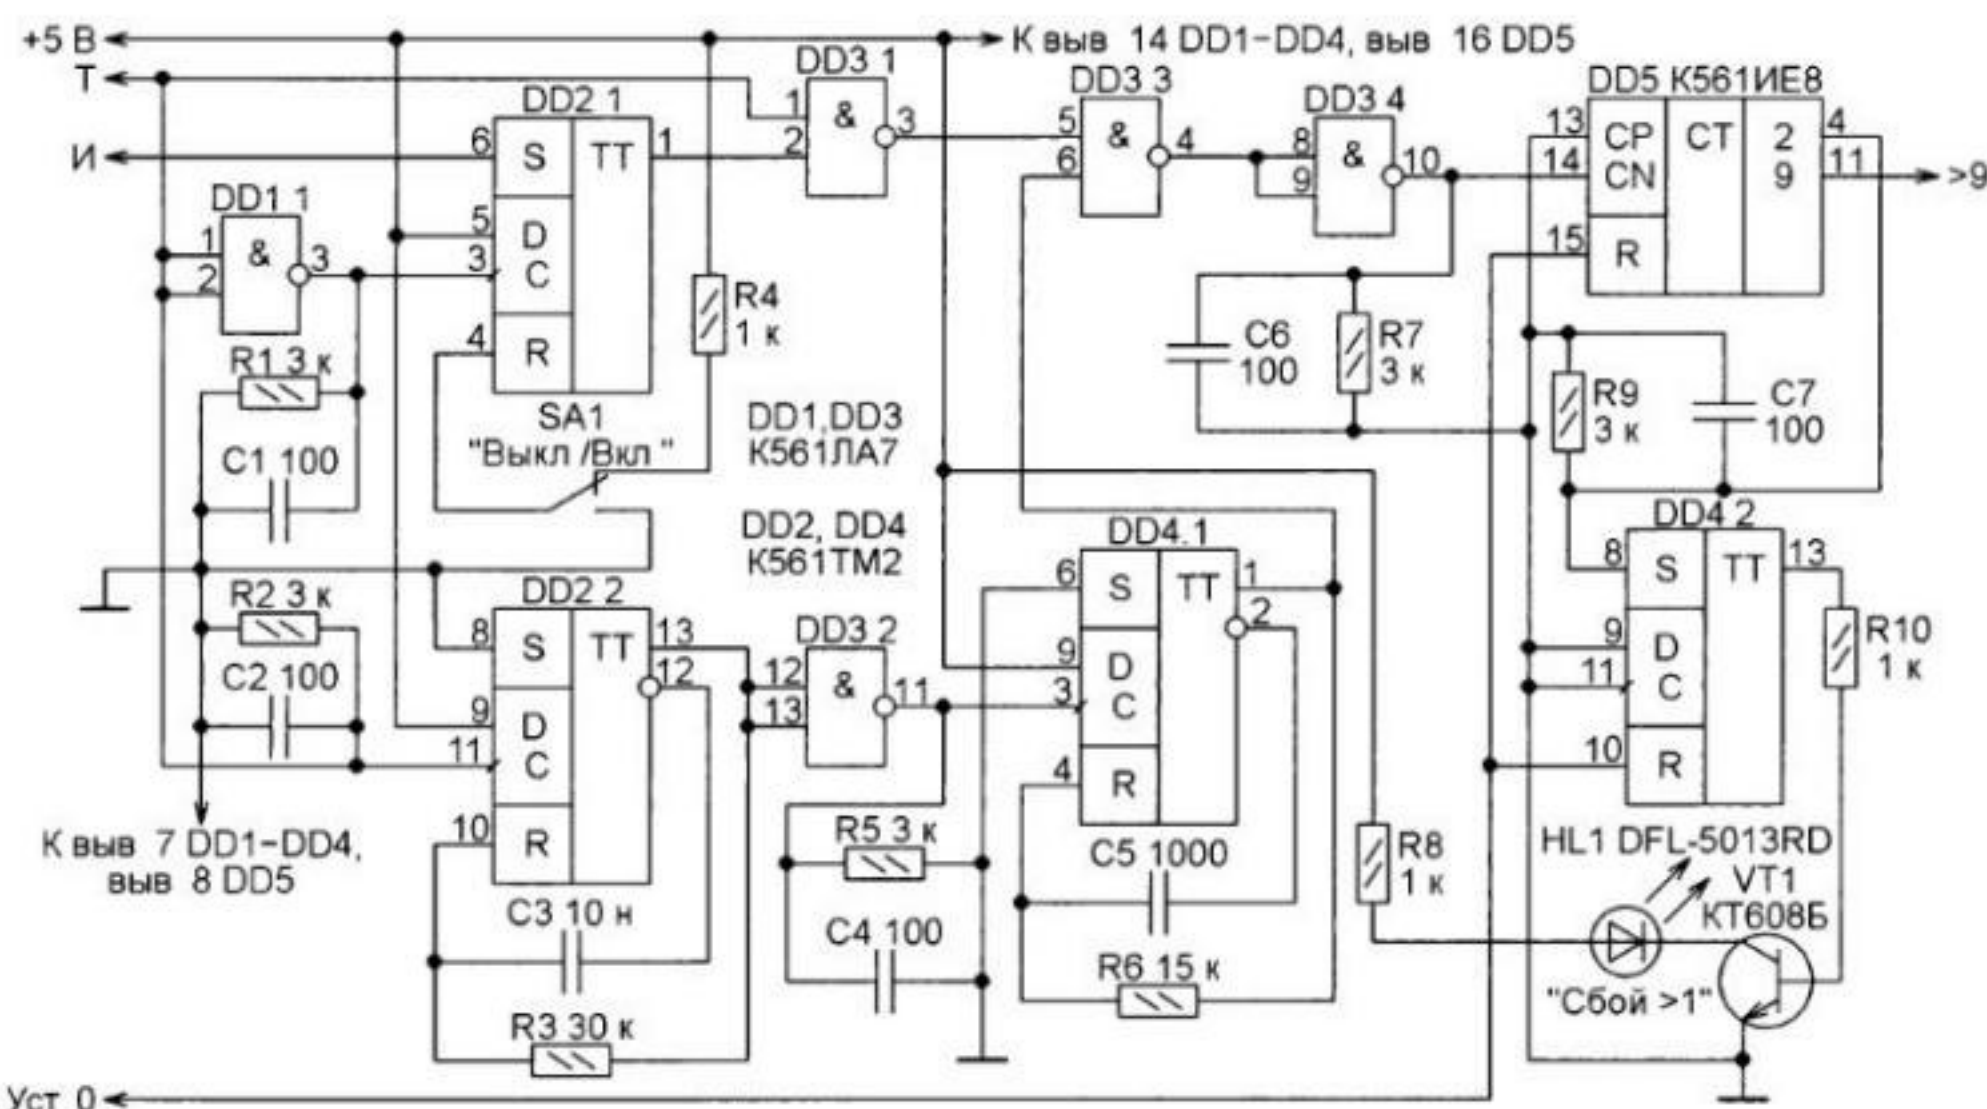 +5 В
К выв 14 DD1-DD4, выв 16 DD5
Т
И
DD3 1
1
&
2
3
DD2 1
6
S
TT
1
5
D
3
C
4
R
DD1 1
1
&
2
3
R1 3 к
C1 100
R4
1 к
SA1
"Выкл /Вкл "
DD1,DD3
К561ЛА7
DD2, DD4
К561ТМ2
DD3 3
5
&
6
4
DD3 4
8
&
9
10
DD5 К561ИЕ8
13
CP
CT
2
4
14
CN
9
11
>9
15
R
C6
100
R7
3 к
R9
3 к
C7
100
R2 3 к
C2 100
DD2 2
8
S
TT
13
12
9
D
11
C
10
R
К выв 7 DD1-DD4,
выв 8 DD5
C3 10 н
R3 30 к
DD3 2
12
&
13
11
R5 3 к
C4 100
DD4.1
6
S
TT
1
2
9
D
3
C
4
R
C5 1000
R6 15 к
R8
1 к
DD4 2
8
S
TT
13
9
D
11
C
10
R
R10
1 к
HL1 DFL-5013RD
VT1
КТ608Б
"Сбой >1"
Уст 0